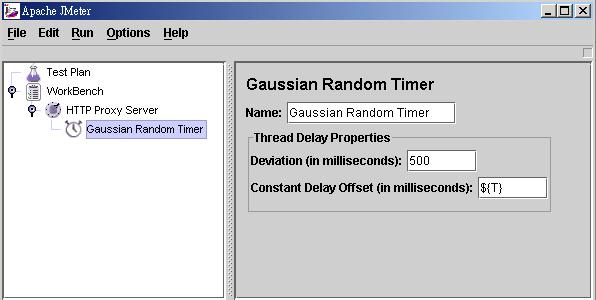 Apache JMeter
File Edit Run Options Help
Test Plan
WorkBench
HTTP Proxy Server
Gaussian Random Timer
Gaussian Random Timer
Name: Gaussian Random Timer
Thread Delay Properties
Deviation (in milliseconds): 500
Constant Delay Offset (in milliseconds): ${T}